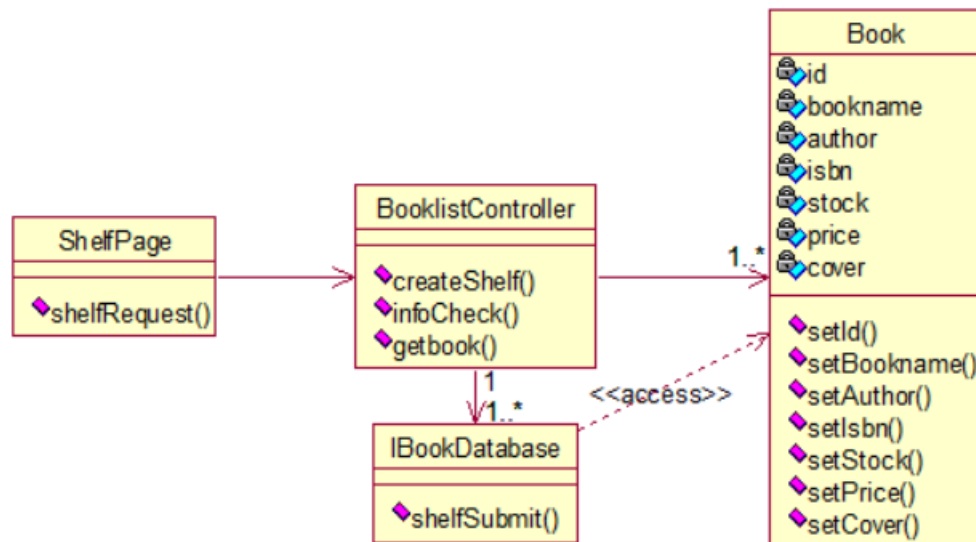 ShelfPage
shelfRequest()
BooklistController
createShelf()
infoCheck()
getbook()
1
1..*
IBookDatabase
shelfSubmit()
<<access>>
1..*
Book
id
bookname
author
isbn
stock
price
cover
setId()
setBookname()
setAuthor()
setIsbn()
setStock()
setPrice()
setCover()